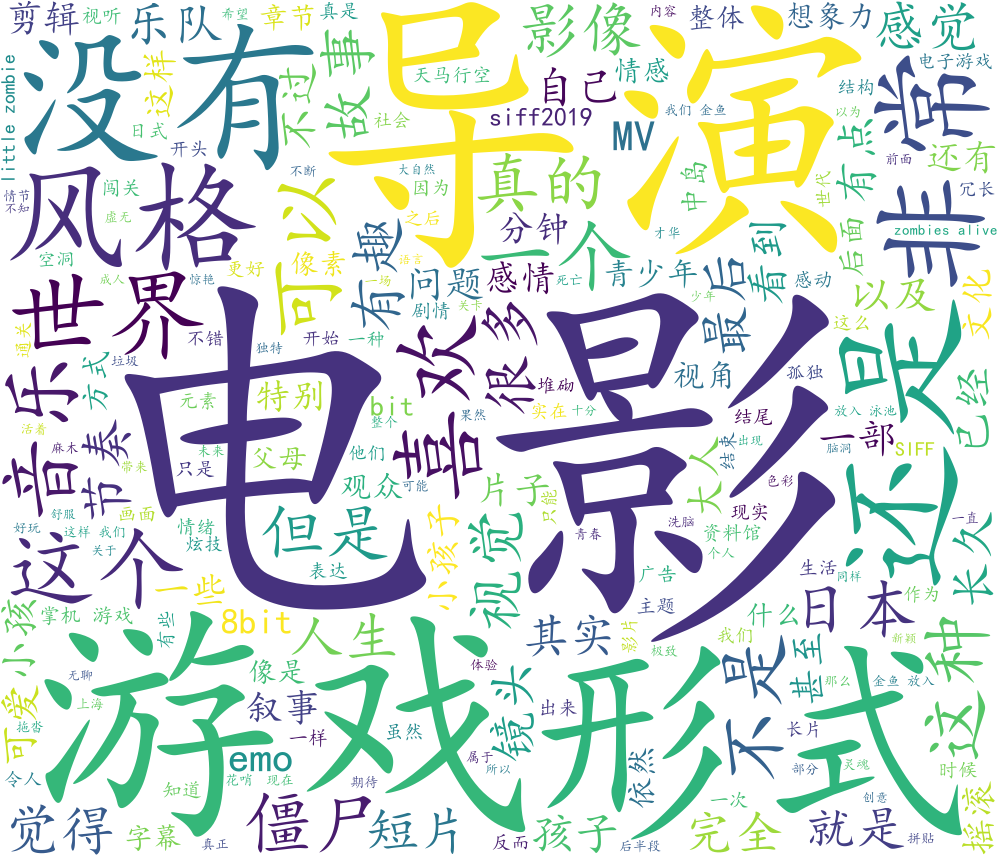 剪辑
视听
乐队
希望
章节
真是
影像
整体
内容
想象力
感觉
little zombie
没有
这样
不过
故事
天马行空
情感
导演
结构
电子游戏
常
日式
社会
自己
我们 金鱼
以为
siff2019
MV
有点
还有
前面
开头
不断
大自然
真的
中岛
世代
非
冗长
情节
不知
风格
闯关
虚无
可以
因为
之后
分钟
一个
才华
后面
zombies alive
空洞
有趣
语言
看到
成人
惊艳
更好
像素
一场
问题
感情
死亡
青少年
最后
感动
以及
文化
世界
剧情
关卡
少年
通关
垃圾
不错
独特
开始
一种
喜欢
很多
这么
还是
音乐
方式
元素
特别
bit
堆砌
视角
孤独
已经
活着
节奏
电影
整个
果然
实在
十分
结尾
放入 泳池
一部
SIFF
麻木
带来
未来
只是
父母
他们
可能
结束
出现
脑洞
好玩
舒服
画面
情绪
炫技
观众
片子
只能
大人
色彩
现实
长久
一直
这样 我们
关于
但是
视觉
洗脑
资料馆
这个
表达
小孩子
青春
个人
一些
广告
生活
同样
小孩
掌机 游戏
有些
8bit
人生
其实
主题
什么
日本
作为
这种
影片
极致
我们
新颖
无聊
像是
体验
不是
甚至
那么
金鱼 放入
可爱
上海
游戏
形式
拖沓
叙事
一样
虽然
镜头
出来
长片
灵魂
令人
emo
属于
所以
依然
部分
时候
知道
花哨
现在
期待
一次
创意
摇滚
觉得
字幕
真正
僵尸
短片
反而
孩子
后半段
完全
就是
拼贴